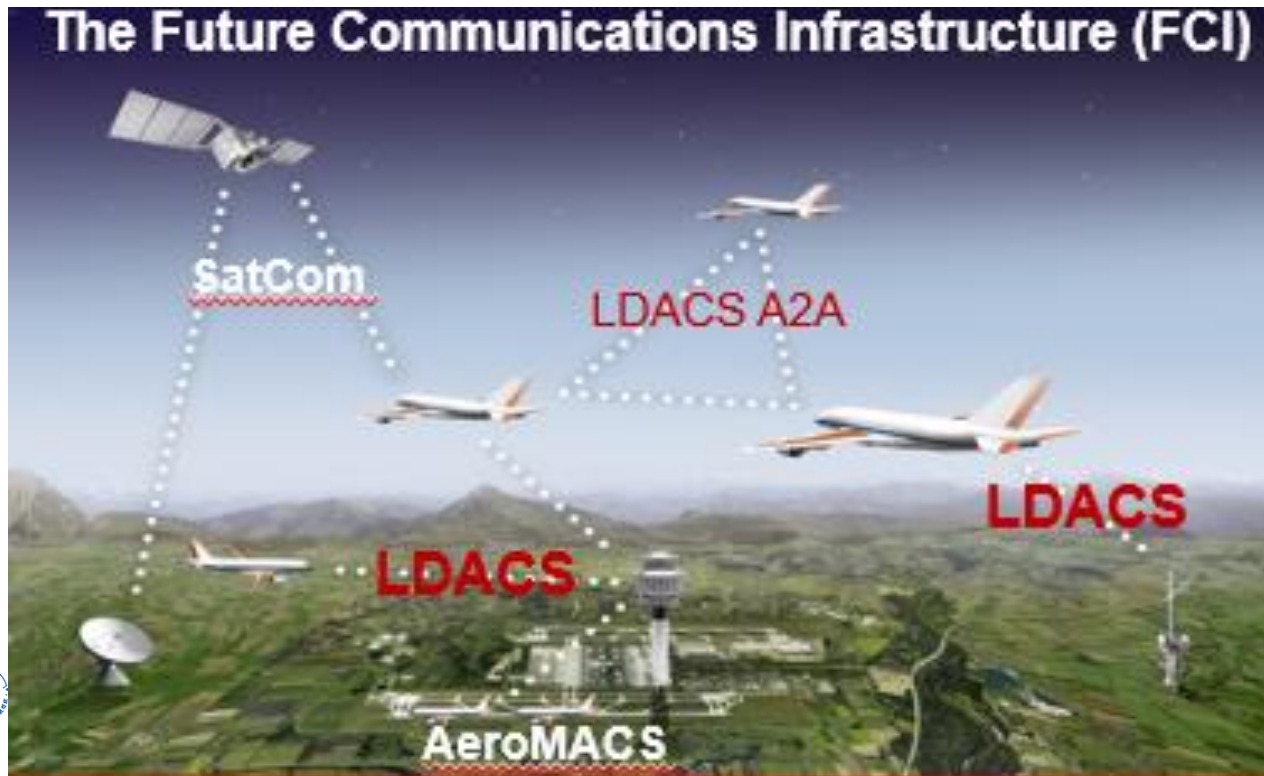 The Future Communications Infrastructure (FCI)
SatCom
LDACS A2A
LDACS
LDACS
AeroMACS